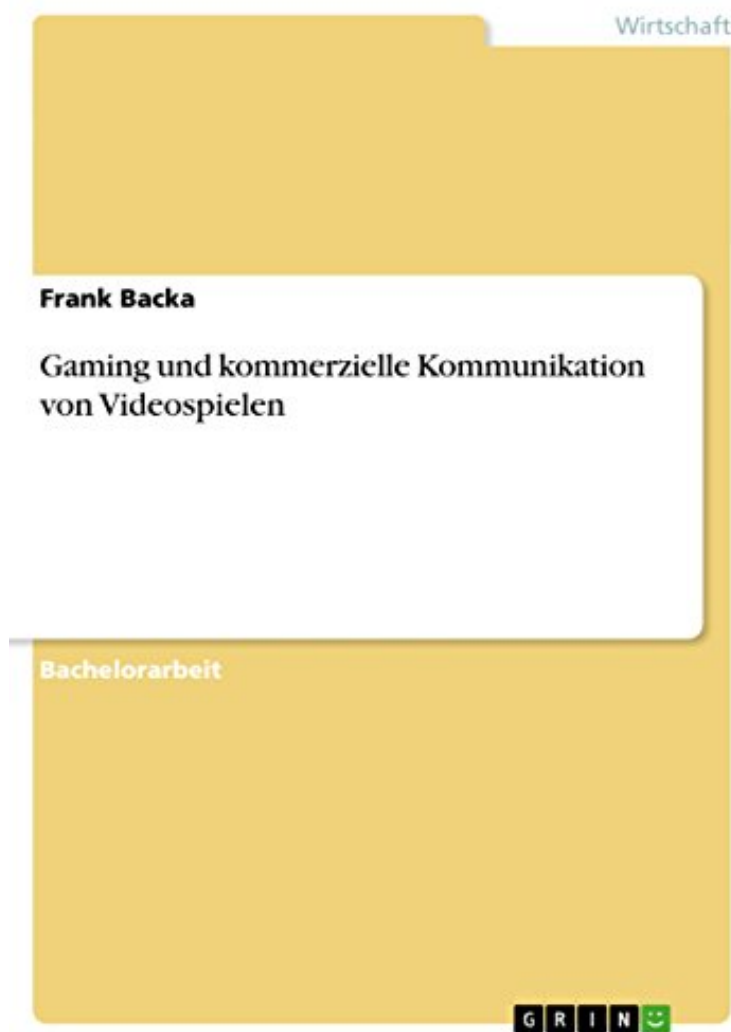 Wirtschaft
Frank Backa
Gaming und kommerzielle Kommunikation
von Videospielen
Bachelorarbeit
GRIN